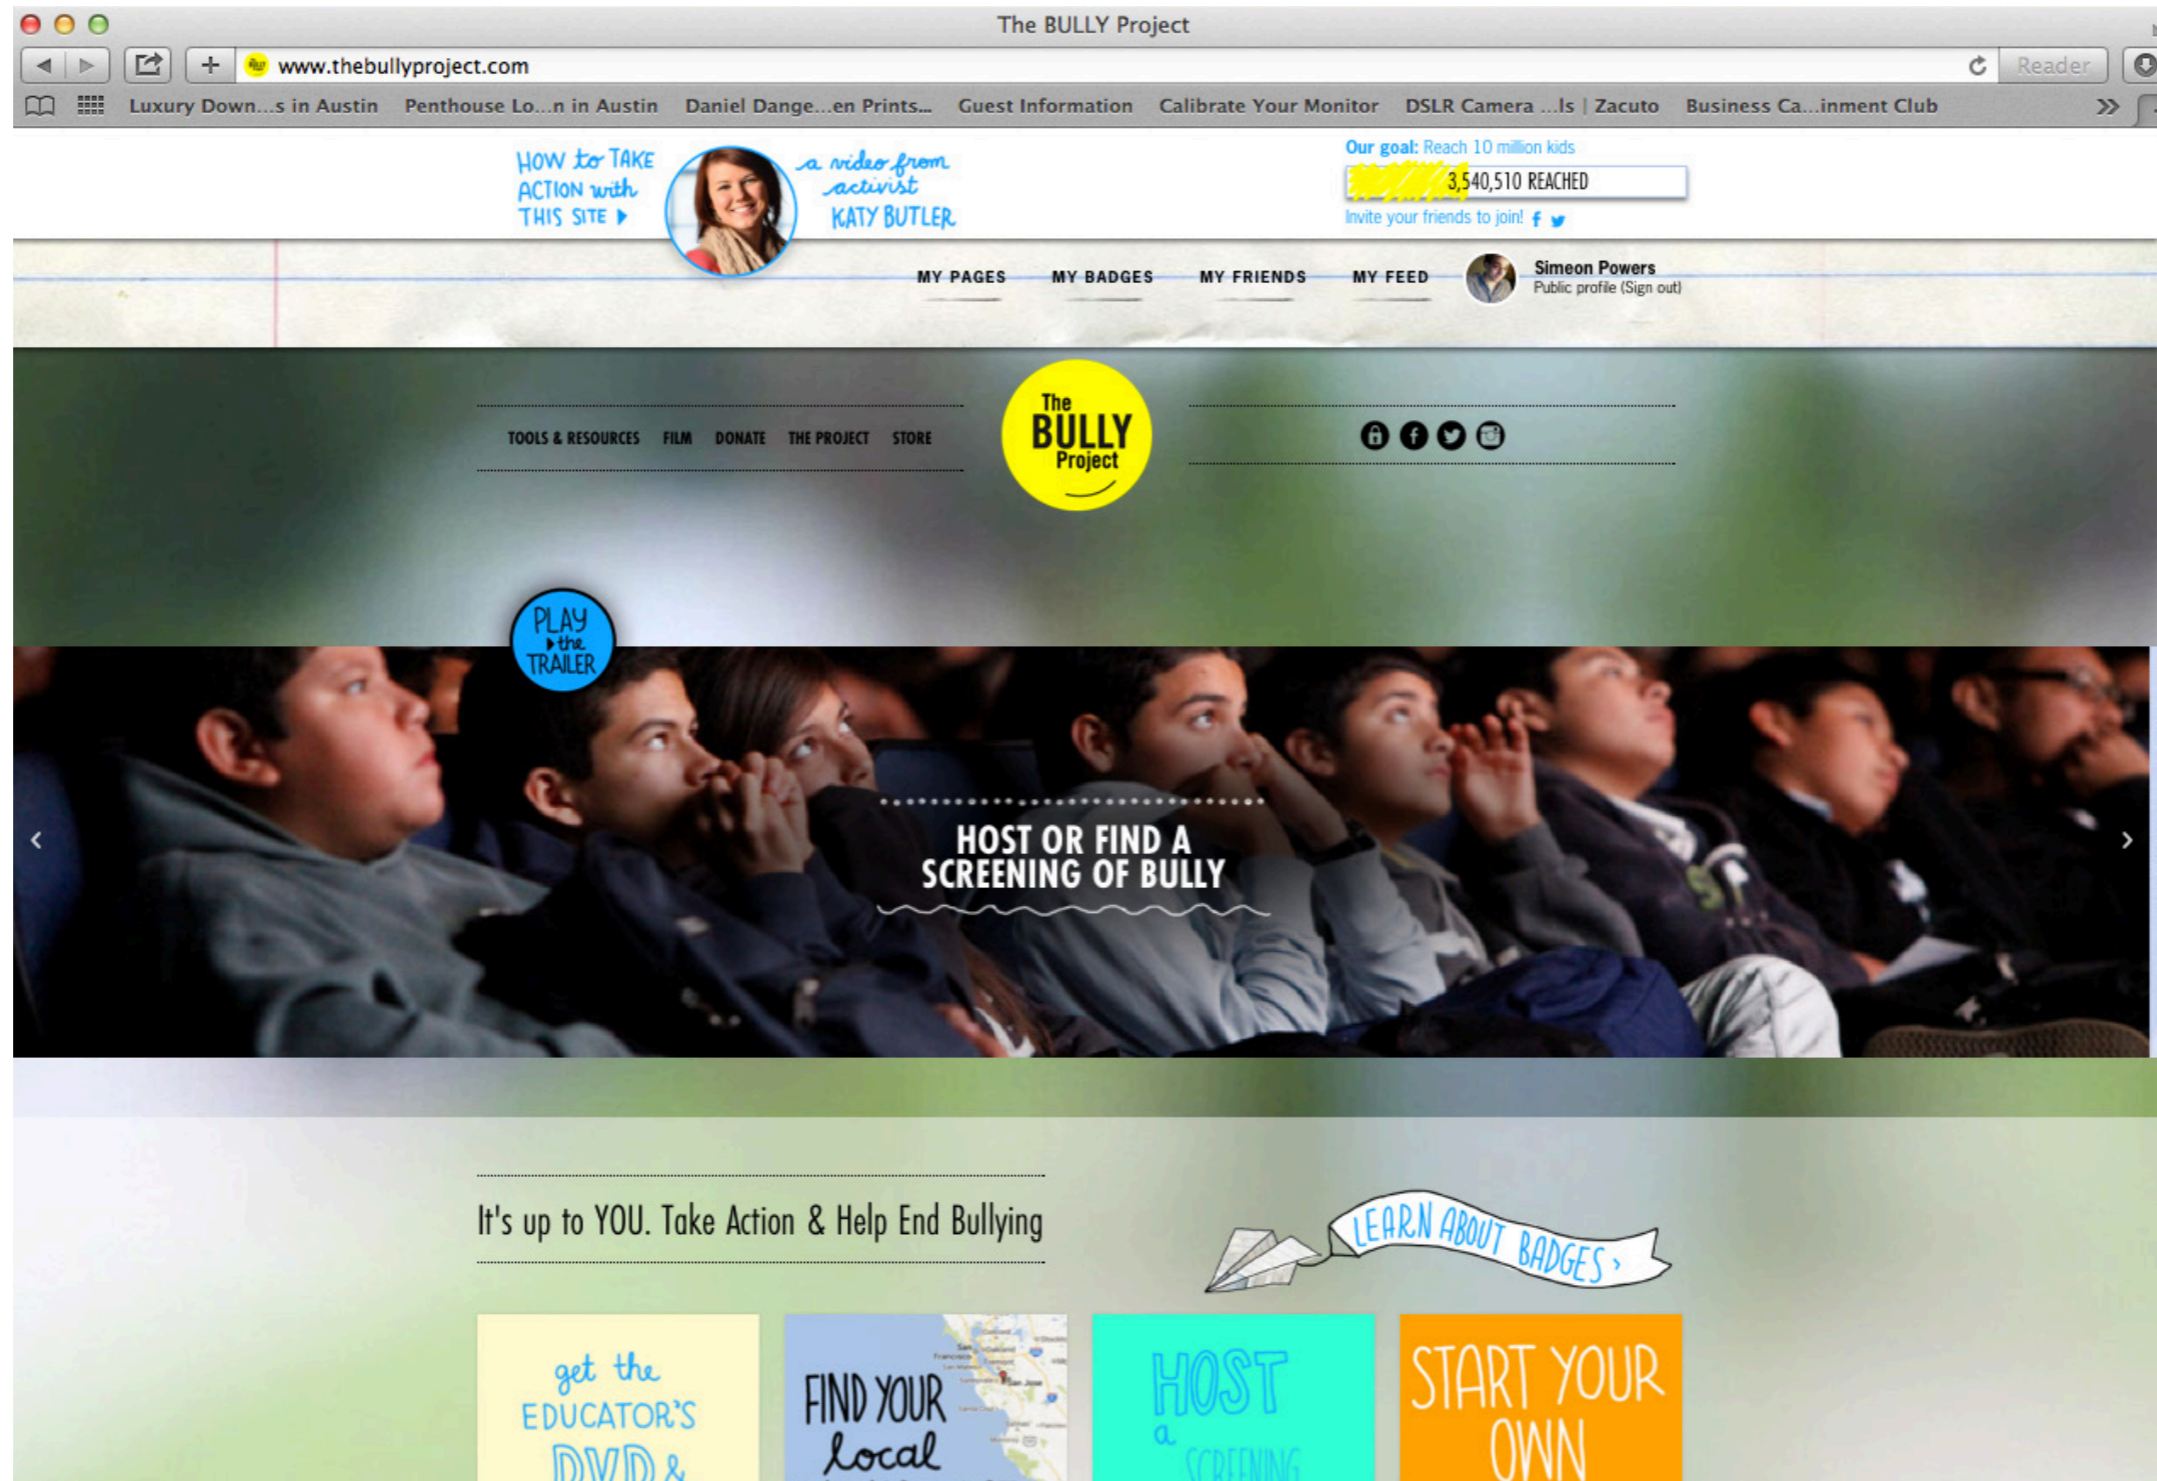 The BULLY Project
www.thebullyproject.com
Reader
Luxury Down...s in Austin Penthouse Lo...n in Austin Daniel Dange...en Prints... Guest Information Calibrate Your Monitor DSLR Camera ...ls | Zacuto Business Ca...inment Club
HOW to TAKE
ACTION with
THIS SITE
a video from
activist
KATY BUTLER
Our goal: Reach 10 million kids
3,540,510 REACHED
Invite your friends to join!
MY PAGES MY BADGES MY FRIENDS MY FEED
Simeon Powers
Public profile (Sign out)
TOOLS & RESOURCES FILM DONATE THE PROJECT STORE
The
BULLY
Project
PLAY
the
TRAILER
HOST OR FIND A
SCREENING OF BULLY
It's up to YOU. Take Action & Help End Bullying
LEARN ABOUT BADGES ›
get the
EDUCATOR'S
DVD &
FIND YOUR
local
San Jose
HOST
a
SCREENING
START YOUR
OWN